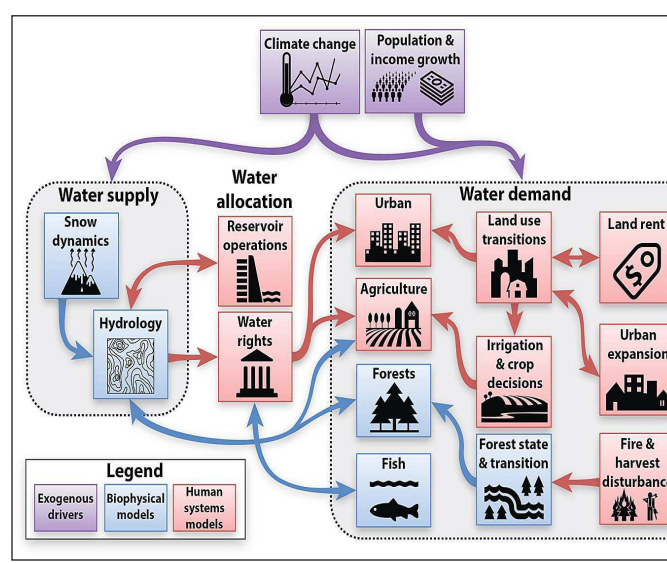 Climate change
Population &
income growth
Water supply
Water
allocation
Water demand
Snow
dynamics
Reservoir
operations
Urban
Land use
transitions
Land rent
Hydrology
Water
rights
Agriculture
Irrigation
& crop
decisions
Urban
expansion
Forests
Forest state
& transition
Fire &
harvest
disturbance
Fish
Legend
Exogenous
drivers
Biophysical
models
Human
systems
models